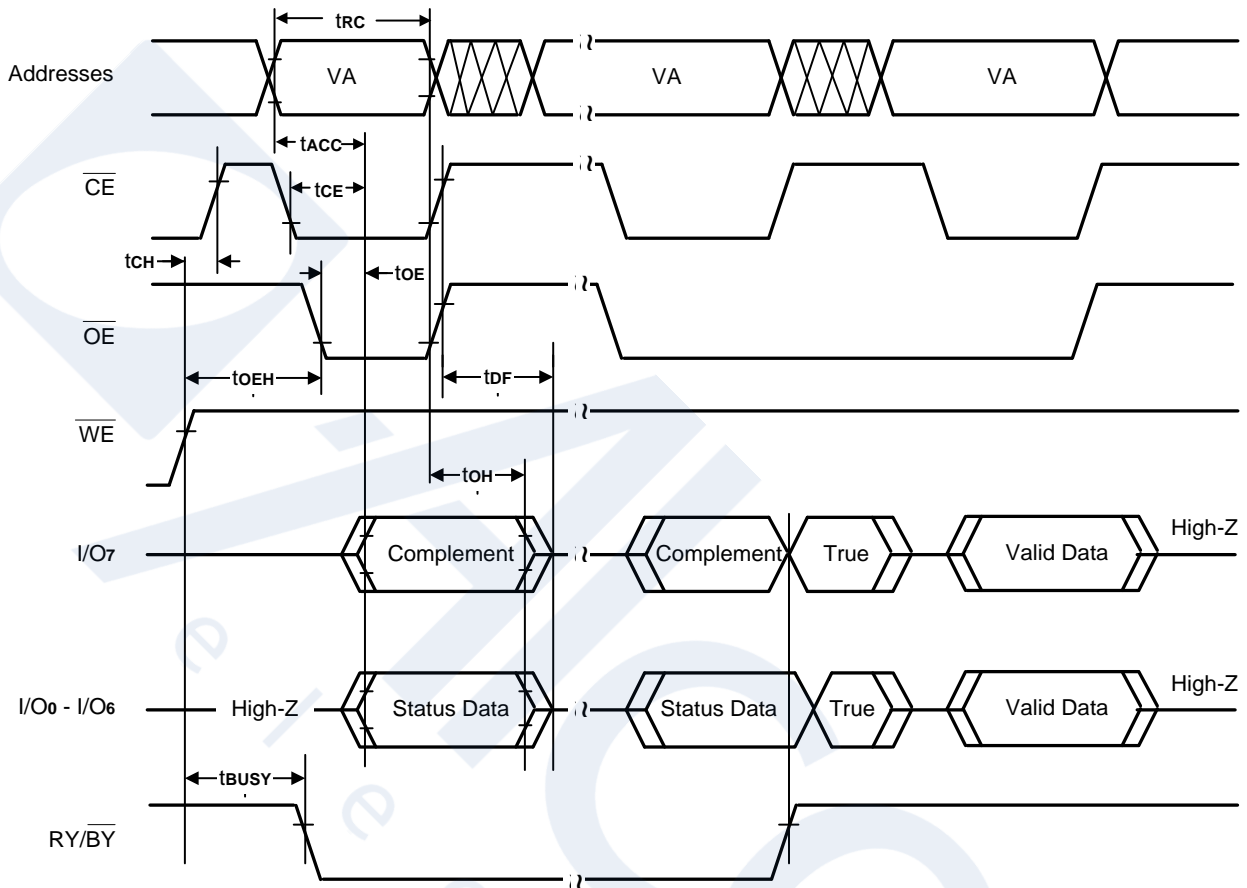 tRC
Addresses
VA
VA
VA
tACC
CE
tCE
tCH
tOE
OE
tOEH
tDF
WE
tOH
I/O7
Complement
Complement
True
Valid Data
High-Z
I/O0 - I/O6
High-Z
Status Data
Status Data
True
Valid Data
High-Z
tBUSY
RY/BY